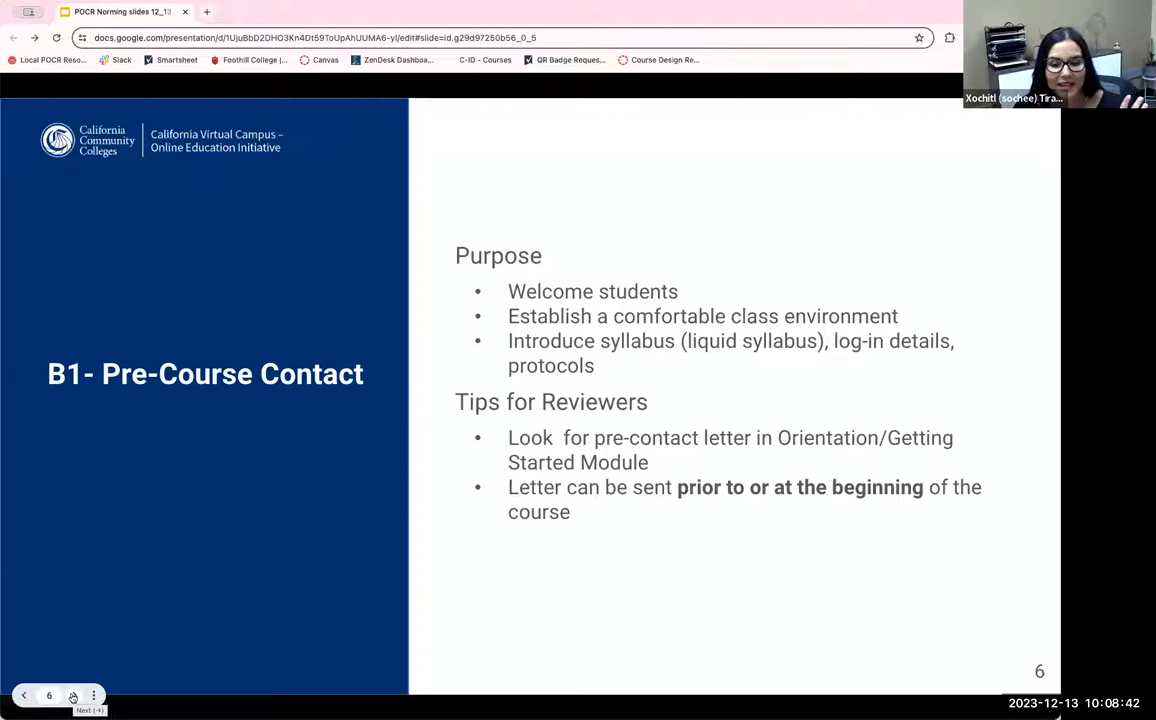 POCR Norming slides 12_13
docs.google.com/presentation/d/1UjuBbD2DHO3Kn4Dt59ToUpAhUUMA6-yI/edit#slide=id.g29d97250b56_0_5
Local POCR Reso...
Slack
Smartsheet
Foothill College |...
Canvas
ZenDesk Dashboa...
C-ID - Courses
QR Badge Reques...
Course Design Re...
Xochitl (sochee) Tira...
California
Community
Colleges
California Virtual Campus –
Online Education Initiative
B1- Pre-Course Contact
Purpose
• Welcome students
• Establish a comfortable class environment
• Introduce syllabus (liquid syllabus), log-in details,
protocols
Tips for Reviewers
• Look for pre-contact letter in Orientation/Getting
Started Module
• Letter can be sent prior to or at the beginning of the
course
6
6
Next (→)
2023-12-13 10:08:42